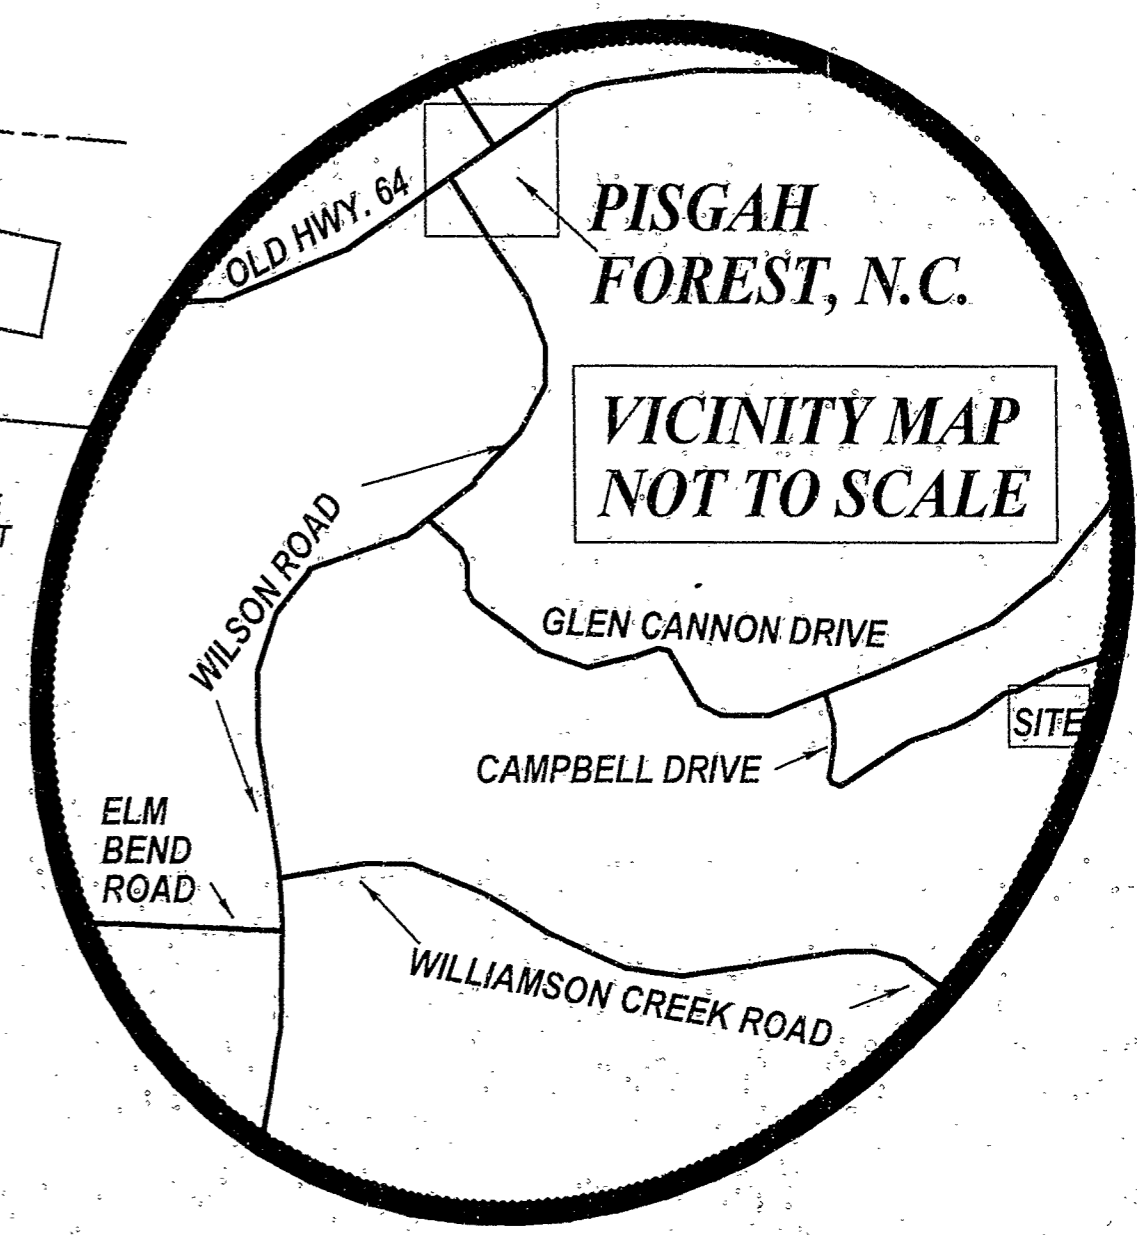 OLD HWY. 64
PISGAH
FOREST, N.C.
VICINITY MAP
NOT TO SCALE
WILSON ROAD
GLEN CANNON DRIVE
SITE
CAMPBELL DRIVE
ELM
BEND
ROAD
WILLIAMSON CREEK ROAD